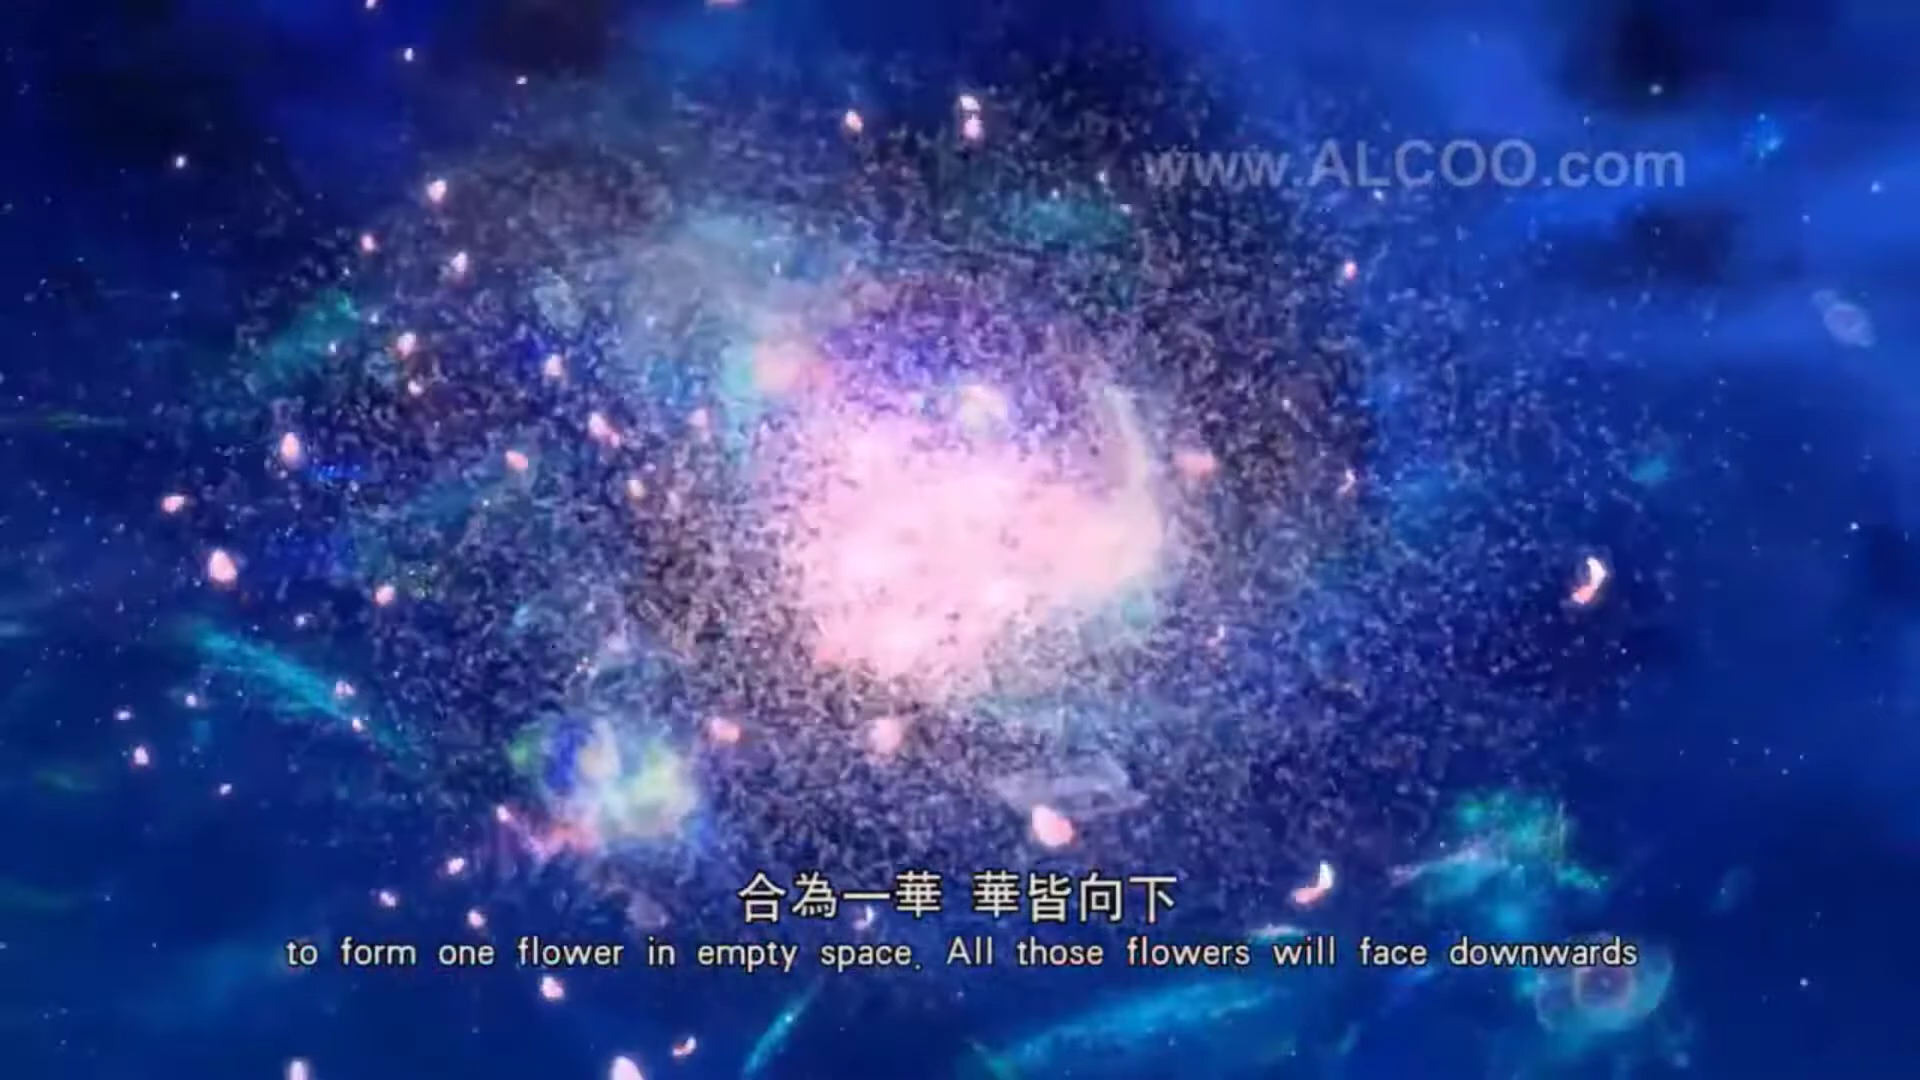 www.ALCOO.com
合為一華 華皆向下
to form one flower in empty space. All those flowers will face downwards